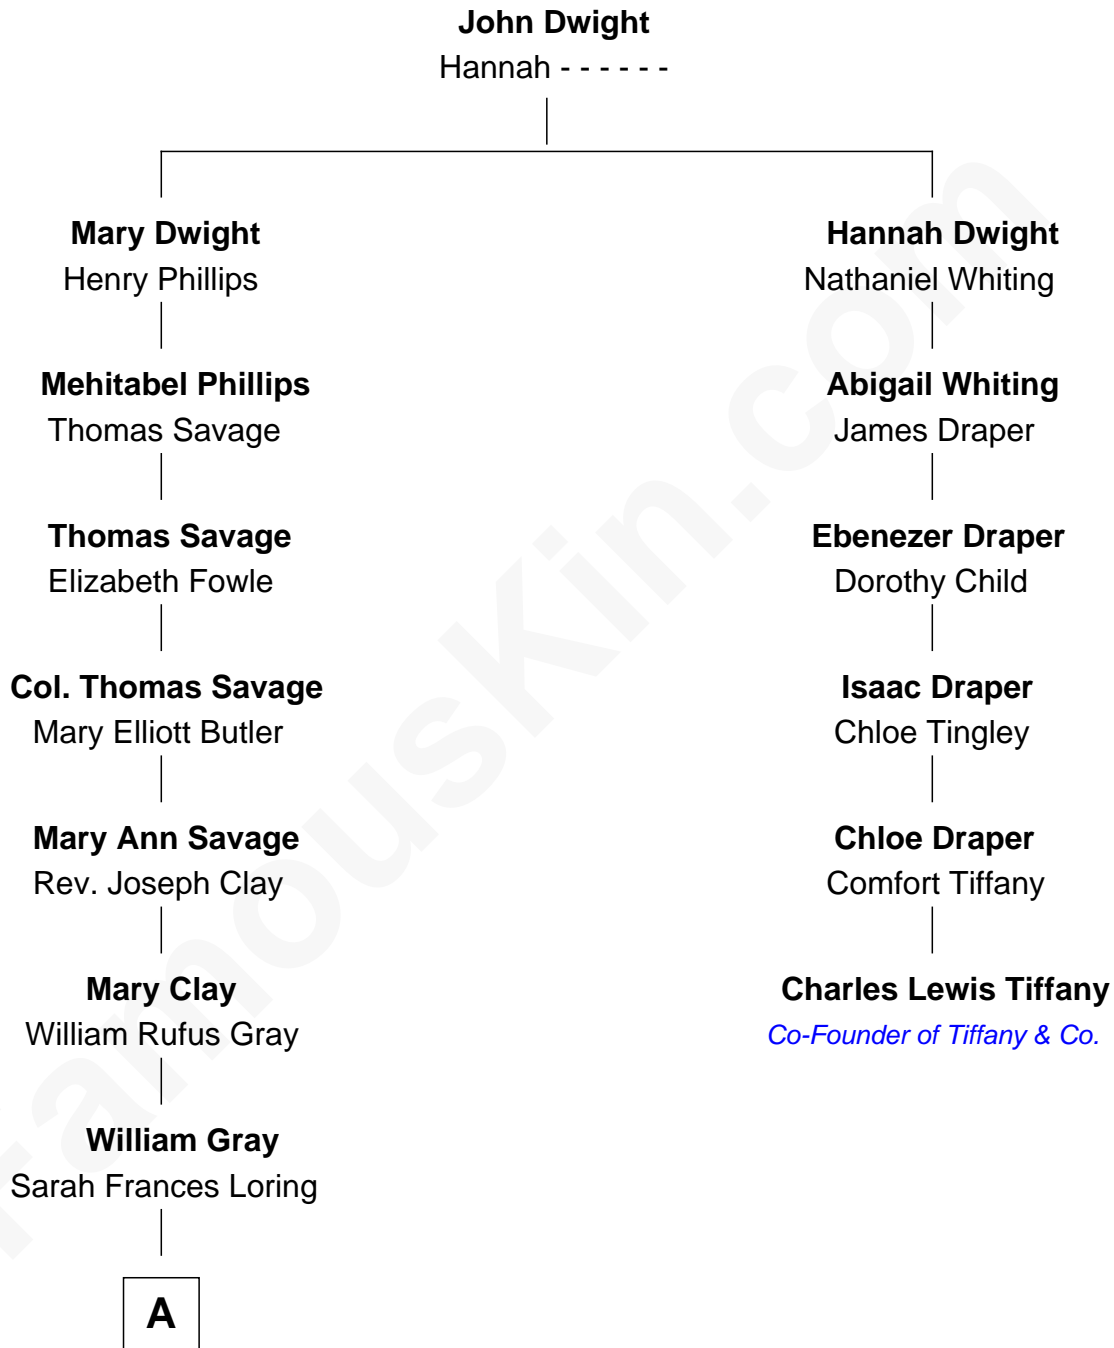 John Dwight
Hannah - - - - - -
Mary Dwight
Henry Phillips
Hannah Dwight
Nathaniel Whiting
Mehitabel Phillips
Thomas Savage
Abigail Whiting
James Draper
Thomas Savage
Elizabeth Fowle
Ebenezer Draper
Dorothy Child
Col. Thomas Savage
Mary Elliott Butler
Isaac Draper
Chloe Tingley
Mary Ann Savage
Rev. Joseph Clay
Chloe Draper
Comfort Tiffany
Mary Clay
William Rufus Gray
Charles Lewis Tiffany
Co-Founder of Tiffany & Co.
William Gray
Sarah Frances Loring
A
FamousKin.com